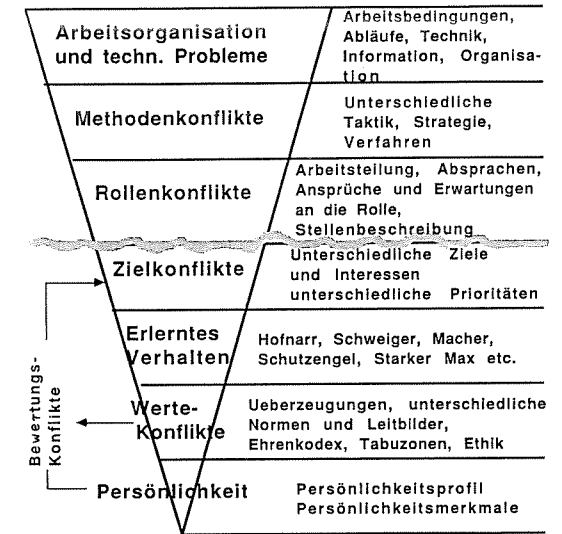 Arbeitsorganisation
und techn. Probleme
Arbeitsbedingungen,
Abläufe, Technik,
Information, Organisa-
tion
Methodenkonflikte
Unterschiedliche
Taktik, Strategie,
Verfahren
Rollenkonflikte
Arbeitsteilung, Absprachen,
Ansprüche und Erwartungen
an die Rolle,
Stellenbeschreibung
Zielkonflikte
Unterschiedliche Ziele
und Interessen
unterschiedliche Prioritäten
Erlerntes
Verhalten
Hofnarr, Schweiger, Macher,
Schutzengel, Starker Max etc.
Werte-
Konflikte
Ueberzeugungen, unterschiedliche
Normen und Leitbilder,
Ehrenkodex, Tabuzonen, Ethik
Persönlichkeit
Persönlichkeitsprofil
Persönlichkeitsmerkmale
Bewertungs-
Konflikte